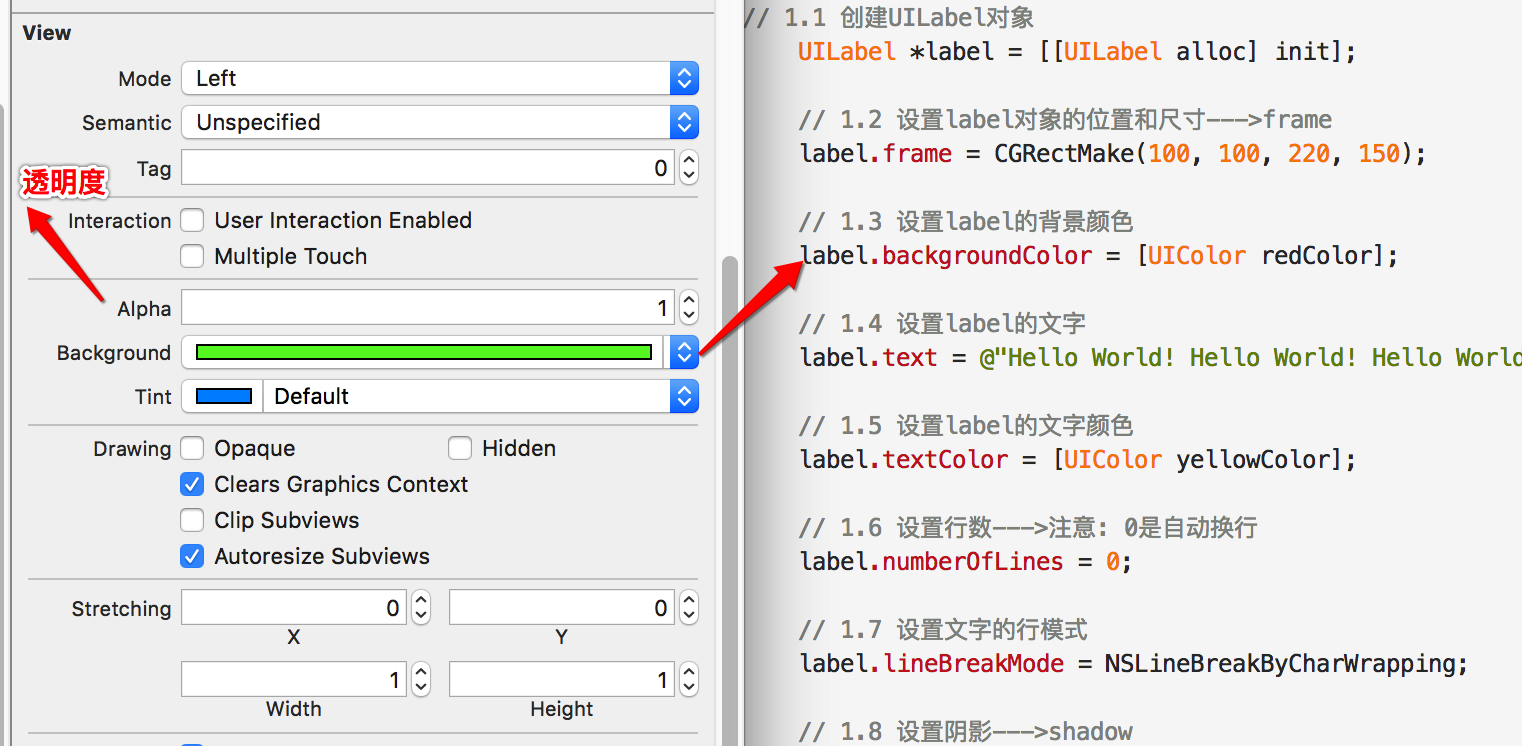 View
Mode Left
Semantic Unspecified
Tag 0
透明度
Interaction User Interaction Enabled
Multiple Touch
Alpha 1
Background
Tint Default
Drawing Opaque Hidden
Clears Graphics Context
Clip Subviews
Autoresize Subviews
Stretching 0 0
X Y
1 1
Width Height
// 1.1 创建UILabel对象
UILabel *label = [[UILabel alloc] init];
// 1.2 设置label对象的位置和尺寸--->frame
label.frame = CGRectMake(100, 100, 220, 150);
// 1.3 设置label的背景颜色
label.backgroundColor = [UIColor redColor];
// 1.4 设置label的文字
label.text = @"Hello World! Hello World! Hello World
// 1.5 设置label的文字颜色
label.textColor = [UIColor yellowColor];
// 1.6 设置行数--->注意: 0是自动换行
label.numberOfLines = 0;
// 1.7 设置文字的行模式
label.lineBreakMode = NSLineBreakByCharWrapping;
// 1.8 设置阴影--->shadow